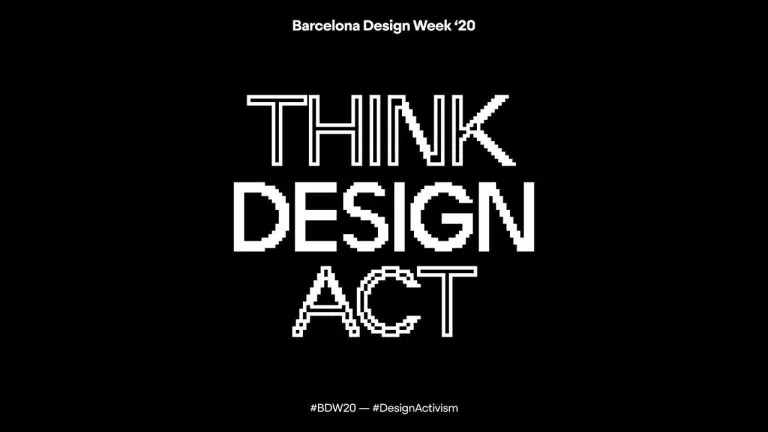 Barcelona Design Week ‘20
THINK
DESIGN
ACT
#BDW20 — #DesignActivism